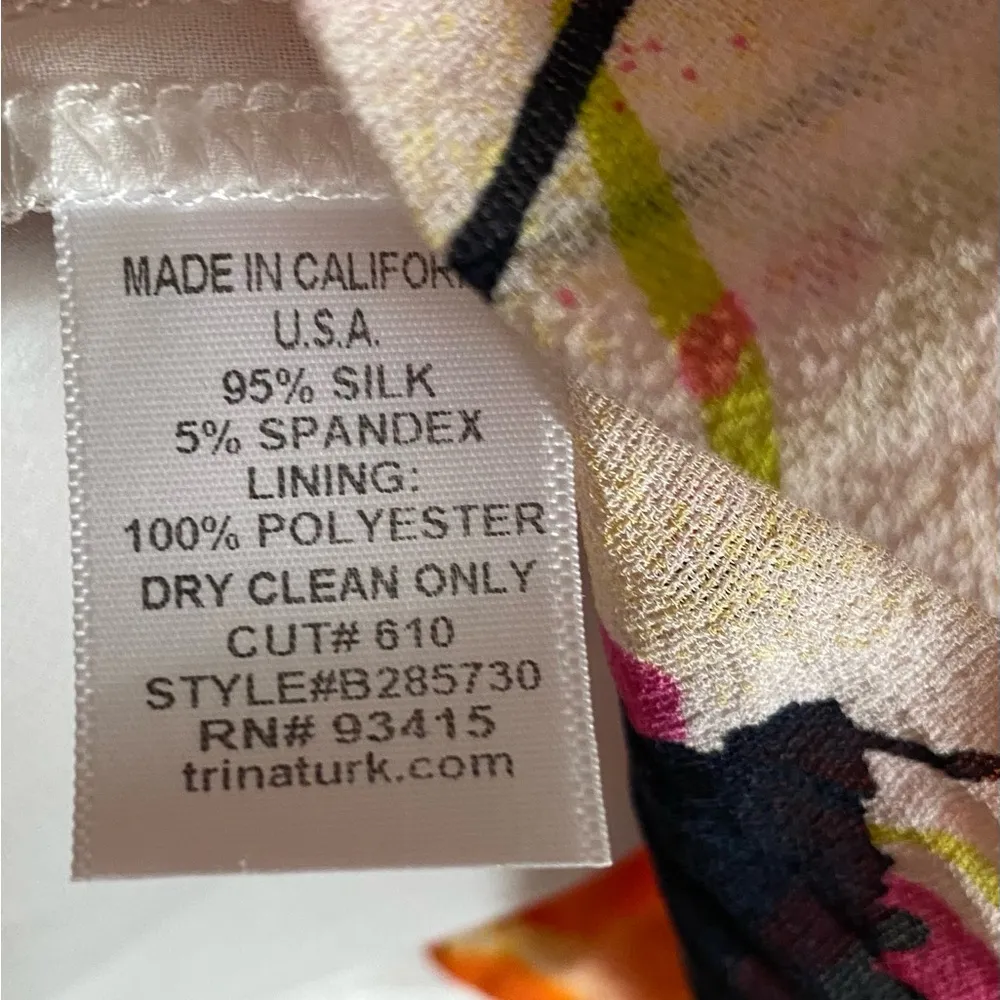 MADE IN CALIFOR
U.S.A.
95% SILK
5% SPANDEX
LINING:
100% POLYESTER
DRY CLEAN ONLY
CUT# 610
STYLE#B285730
RN# 93415
trinaturk.com